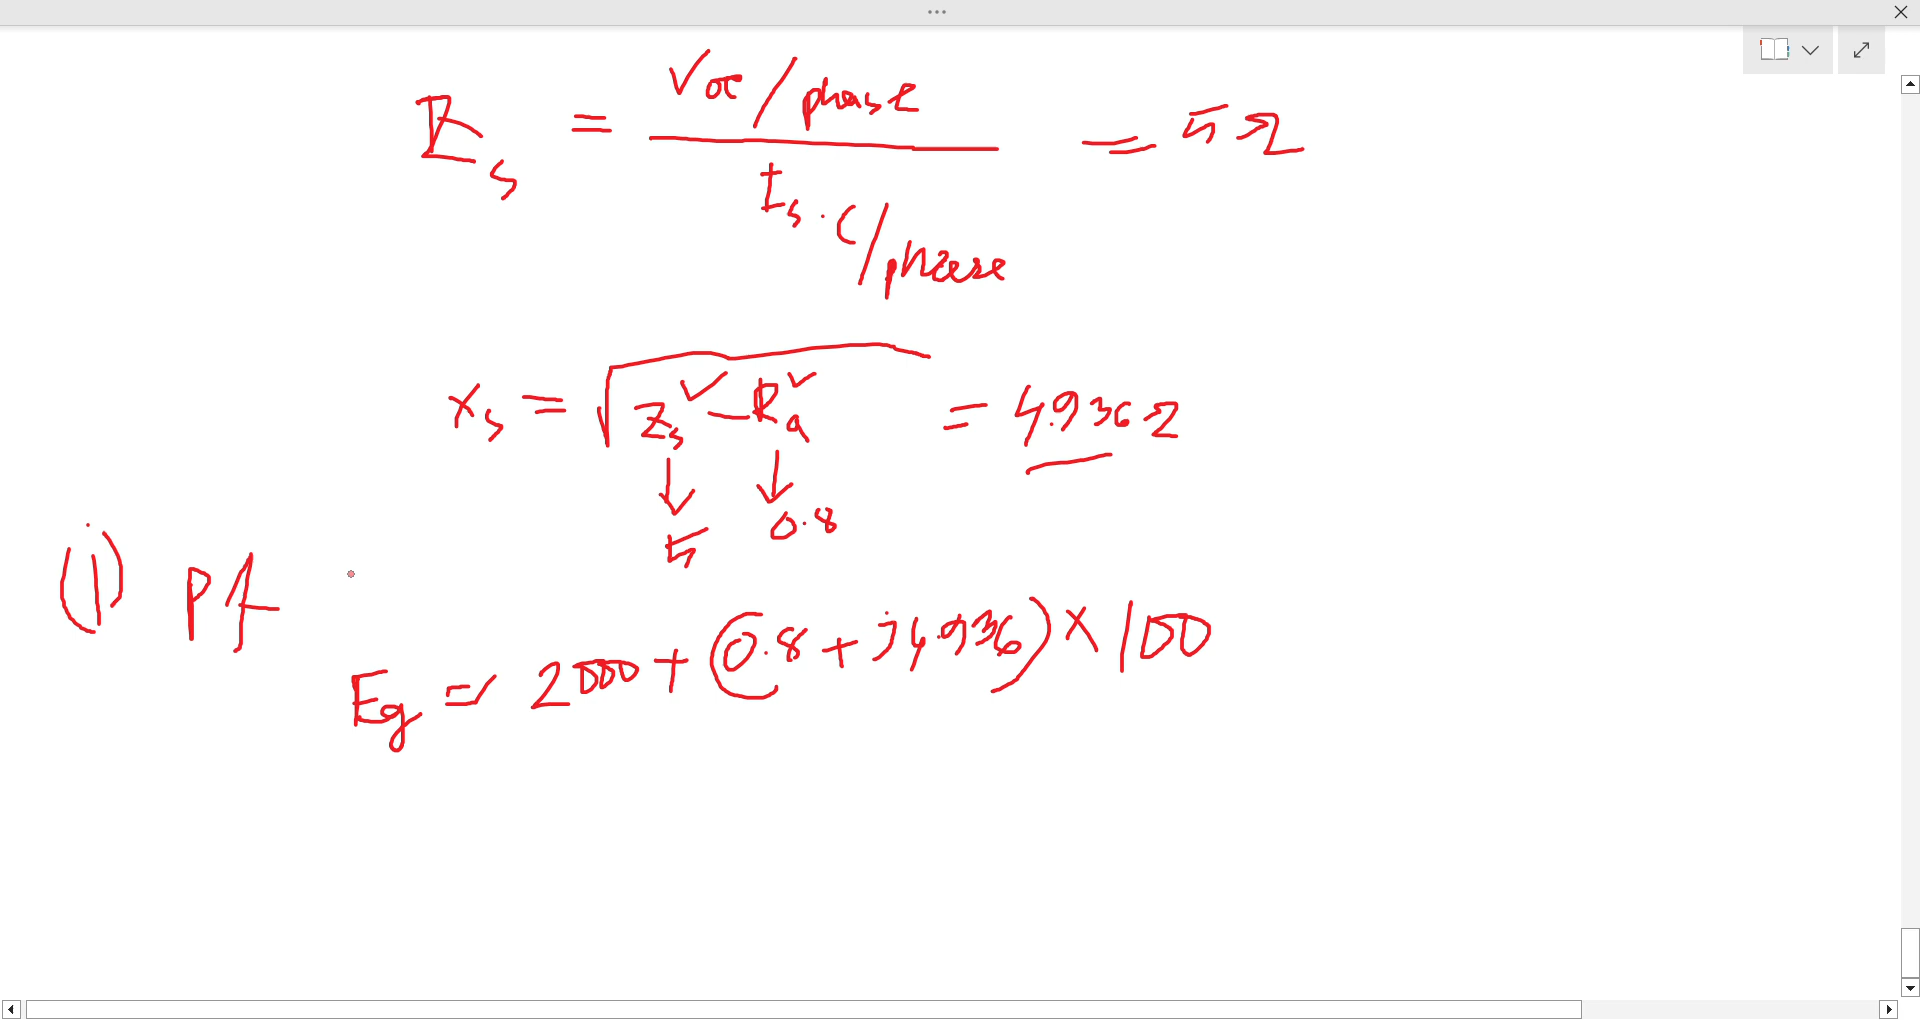 Zs = Voc/phase / Is.c/phase = 5Ω
Xs = √Zs² - Ra² = 4.936Ω
5 0.8
(i) Pf
Eg = 2000 + (0.8 + j4.936) × 100